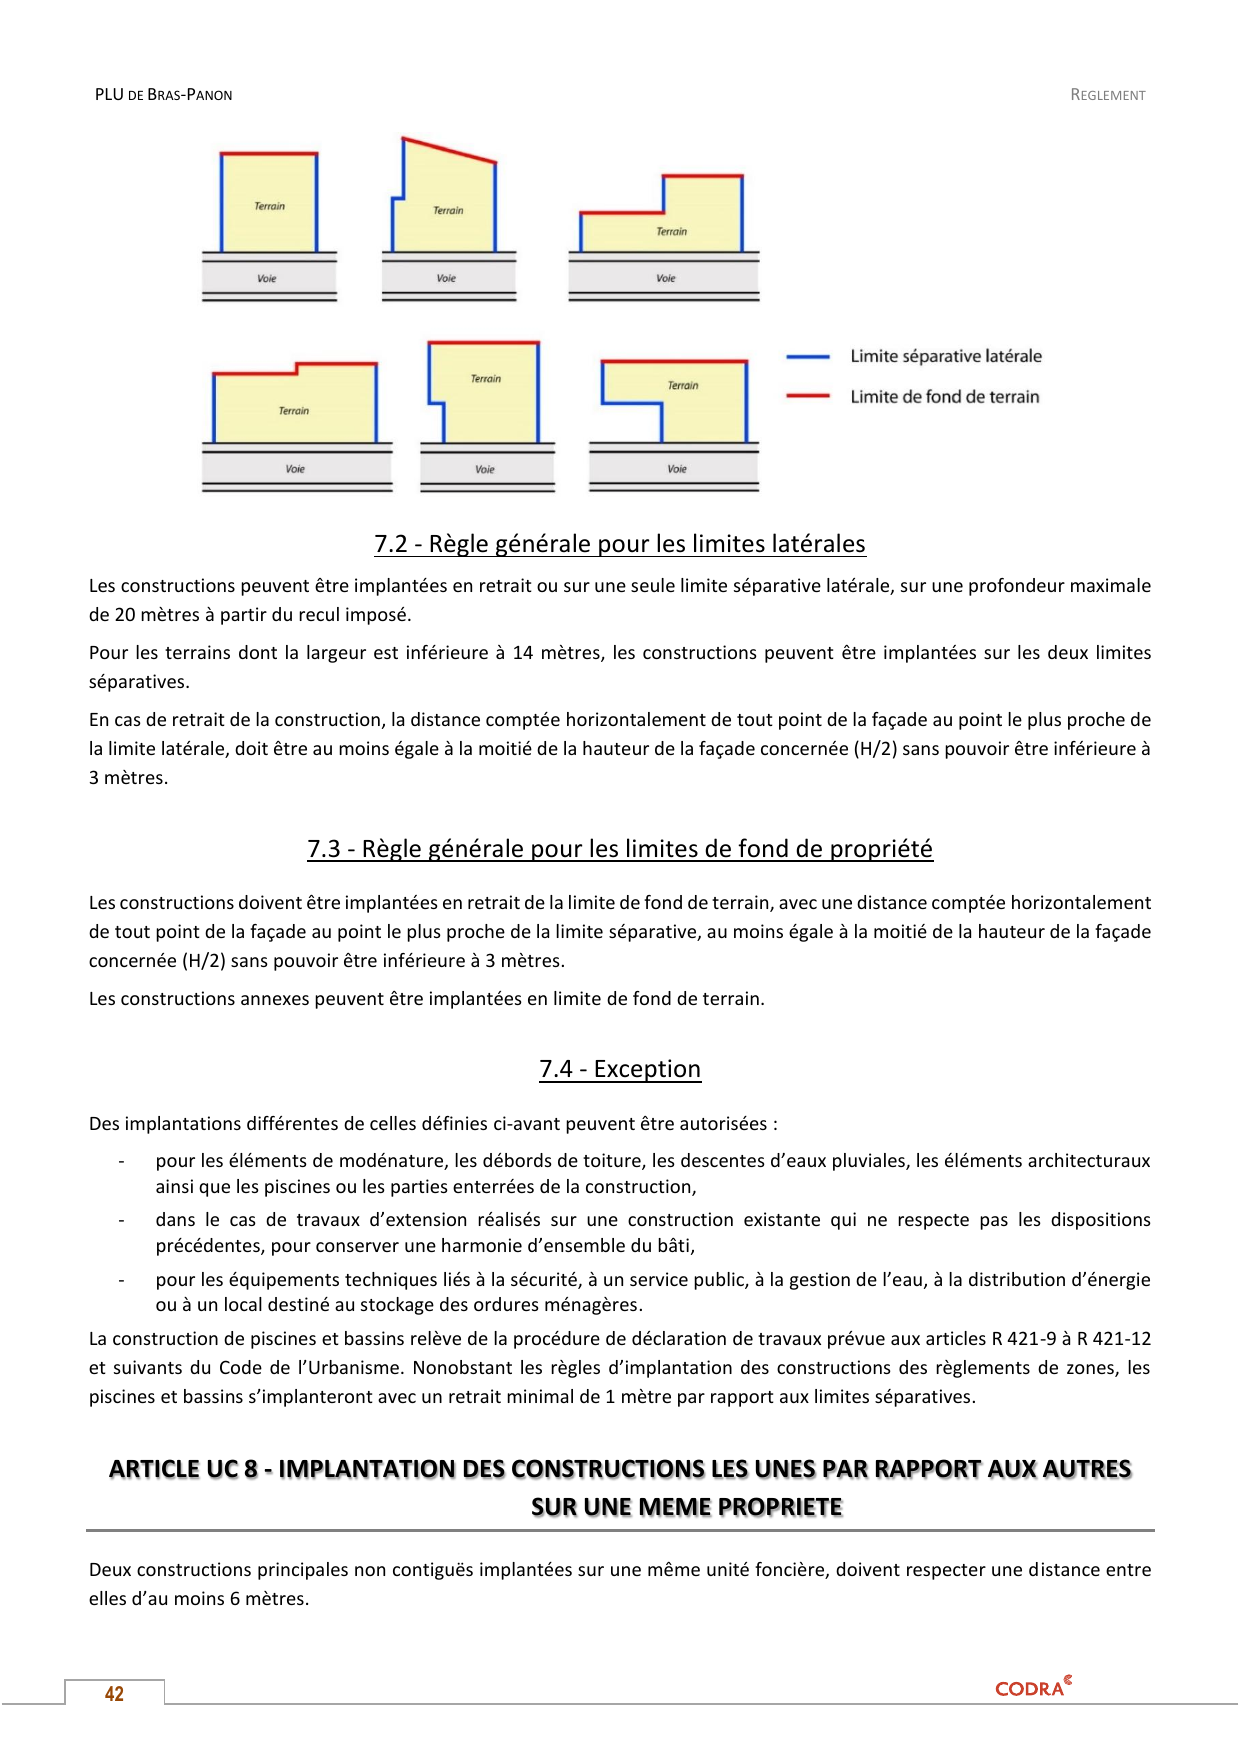 PLU DE BRAS-PANON
REGLEMENT
Terrain
Terrain
Terrain
Voie
Voie
Voie
Terrain
Terrain
Terrain
Voie
Voie
Voie
Limite séparative latérale
Limite de fond de terrain
7.2 - Règle générale pour les limites latérales
Les constructions peuvent être implantées en retrait ou sur une seule limite séparative latérale, sur une profondeur maximale
de 20 mètres à partir du recul imposé.
Pour les terrains dont la largeur est inférieure à 14 mètres, les constructions peuvent être implantées sur les deux limites
séparatives.
En cas de retrait de la construction, la distance comptée horizontalement de tout point de la façade au point le plus proche de
la limite latérale, doit être au moins égale à la moitié de la hauteur de la façade concernée (H/2) sans pouvoir être inférieure à
3 mètres.
7.3 - Règle générale pour les limites de fond de propriété
Les constructions doivent être implantées en retrait de la limite de fond de terrain, avec une distance comptée horizontalement
de tout point de la façade au point le plus proche de la limite séparative, au moins égale à la moitié de la hauteur de la façade
concernée (H/2) sans pouvoir être inférieure à 3 mètres.
Les constructions annexes peuvent être implantées en limite de fond de terrain.
7.4 - Exception
Des implantations différentes de celles définies ci-avant peuvent être autorisées :
- pour les éléments de modénature, les débords de toiture, les descentes d’eaux pluviales, les éléments architecturaux
ainsi que les piscines ou les parties enterrées de la construction,
- dans le cas de travaux d’extension réalisés sur une construction existante qui ne respecte pas les dispositions
précédentes, pour conserver une harmonie d’ensemble du bâti,
- pour les équipements techniques liés à la sécurité, à un service public, à la gestion de l’eau, à la distribution d’énergie
ou à un local destiné au stockage des ordures ménagères.
La construction de piscines et bassins relève de la procédure de déclaration de travaux prévue aux articles R 421-9 à R 421-12
et suivants du Code de l’Urbanisme. Nonobstant les règles d’implantation des constructions des règlements de zones, les
piscines et bassins s’implanteront avec un retrait minimal de 1 mètre par rapport aux limites séparatives.
ARTICLE UC 8 - IMPLANTATION DES CONSTRUCTIONS LES UNES PAR RAPPORT AUX AUTRES
SUR UNE MEME PROPRIETE
Deux constructions principales non contiguës implantées sur une même unité foncière, doivent respecter une distance entre
elles d’au moins 6 mètres.
42
CODRA